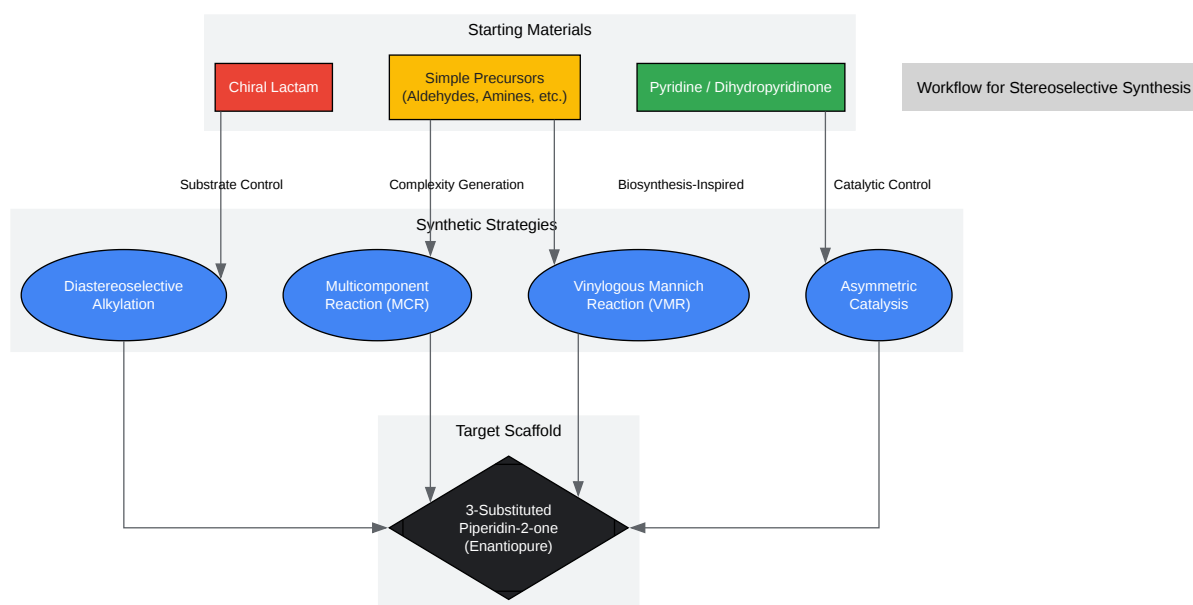 Starting Materials
Chiral Lactam
Simple Precursors
(Aldehydes, Amines, etc.)
Pyridine / Dihydropyridinone
Workflow for Stereoselective Synthesis
Substrate Control
Complexity Generation
Biosynthesis-Inspired
Catalytic Control
Synthetic Strategies
Diastereoselective
Alkylation
Multicomponent
Reaction (MCR)
Vinylogous Mannich
Reaction (VMR)
Asymmetric
Catalysis
Target Scaffold
3-Substituted
Piperidin-2-one
(Enantiopure)